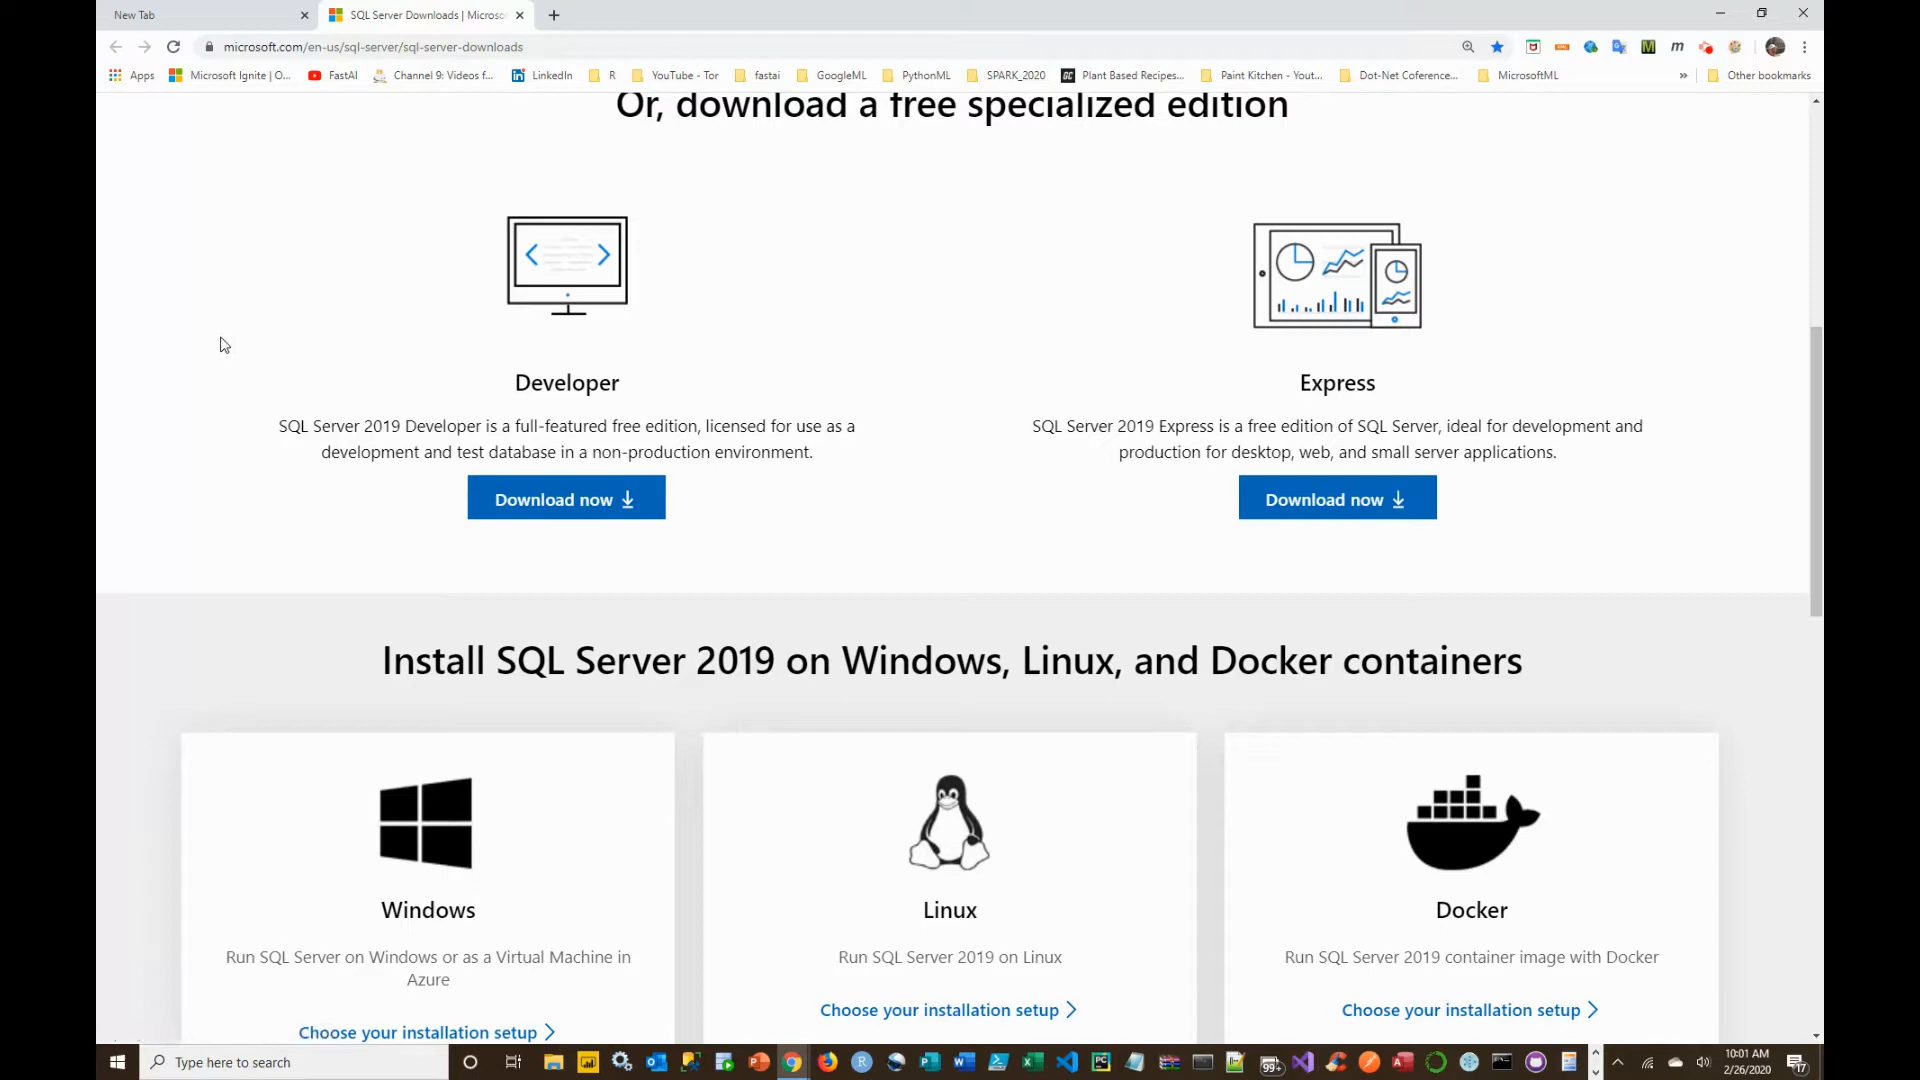 New Tab
SQL Server Downloads | Microso
microsoft.com/en-us/sql-server/sql-server-downloads
Apps
Microsoft Ignite | O...
FastAI
Channel 9: Videos f...
LinkedIn
R
YouTube - Tor
fastai
GoogleML
PythonML
SPARK_2020
Plant Based Recipes...
Paint Kitchen - Yout...
Dot-Net Coference...
MicrosoftML
»
Other bookmarks
Or, download a free specialized edition
Developer
SQL Server 2019 Developer is a full-featured free edition, licensed for use as a
development and test database in a non-production environment.
Download now
Express
SQL Server 2019 Express is a free edition of SQL Server, ideal for development and
production for desktop, web, and small server applications.
Download now
Install SQL Server 2019 on Windows, Linux, and Docker containers
Windows
Run SQL Server on Windows or as a Virtual Machine in
Azure
Choose your installation setup
Linux
Run SQL Server 2019 on Linux
Choose your installation setup
Docker
Run SQL Server 2019 container image with Docker
Choose your installation setup
Type here to search
99+
10:01 AM
2/26/2020
17